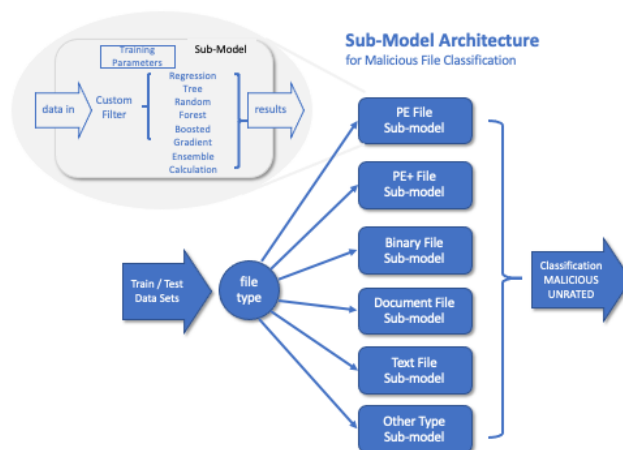 Sub-Model Architecture
for Malicious File Classification
Training
Parameters
Sub-Model
data in
Custom
Filter
Regression
Tree
Random
Forest
Boosted
Gradient
Ensemble
Calculation
results
Train / Test
Data Sets
file
type
PE File
Sub-model
PE+ File
Sub-model
Binary File
Sub-model
Document File
Sub-model
Text File
Sub-model
Other Type
Sub-model
Classification
MALICIOUS
UNRATED